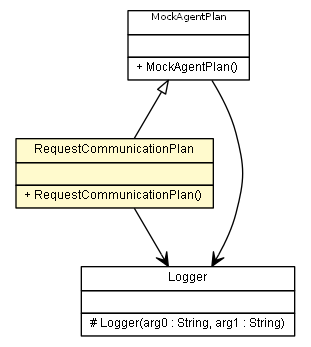 MockAgentPlan
+ MockAgentPlan()
RequestCommunicationPlan
+ RequestCommunicationPlan()
Logger
# Logger(arg0 : String, arg1 : String)